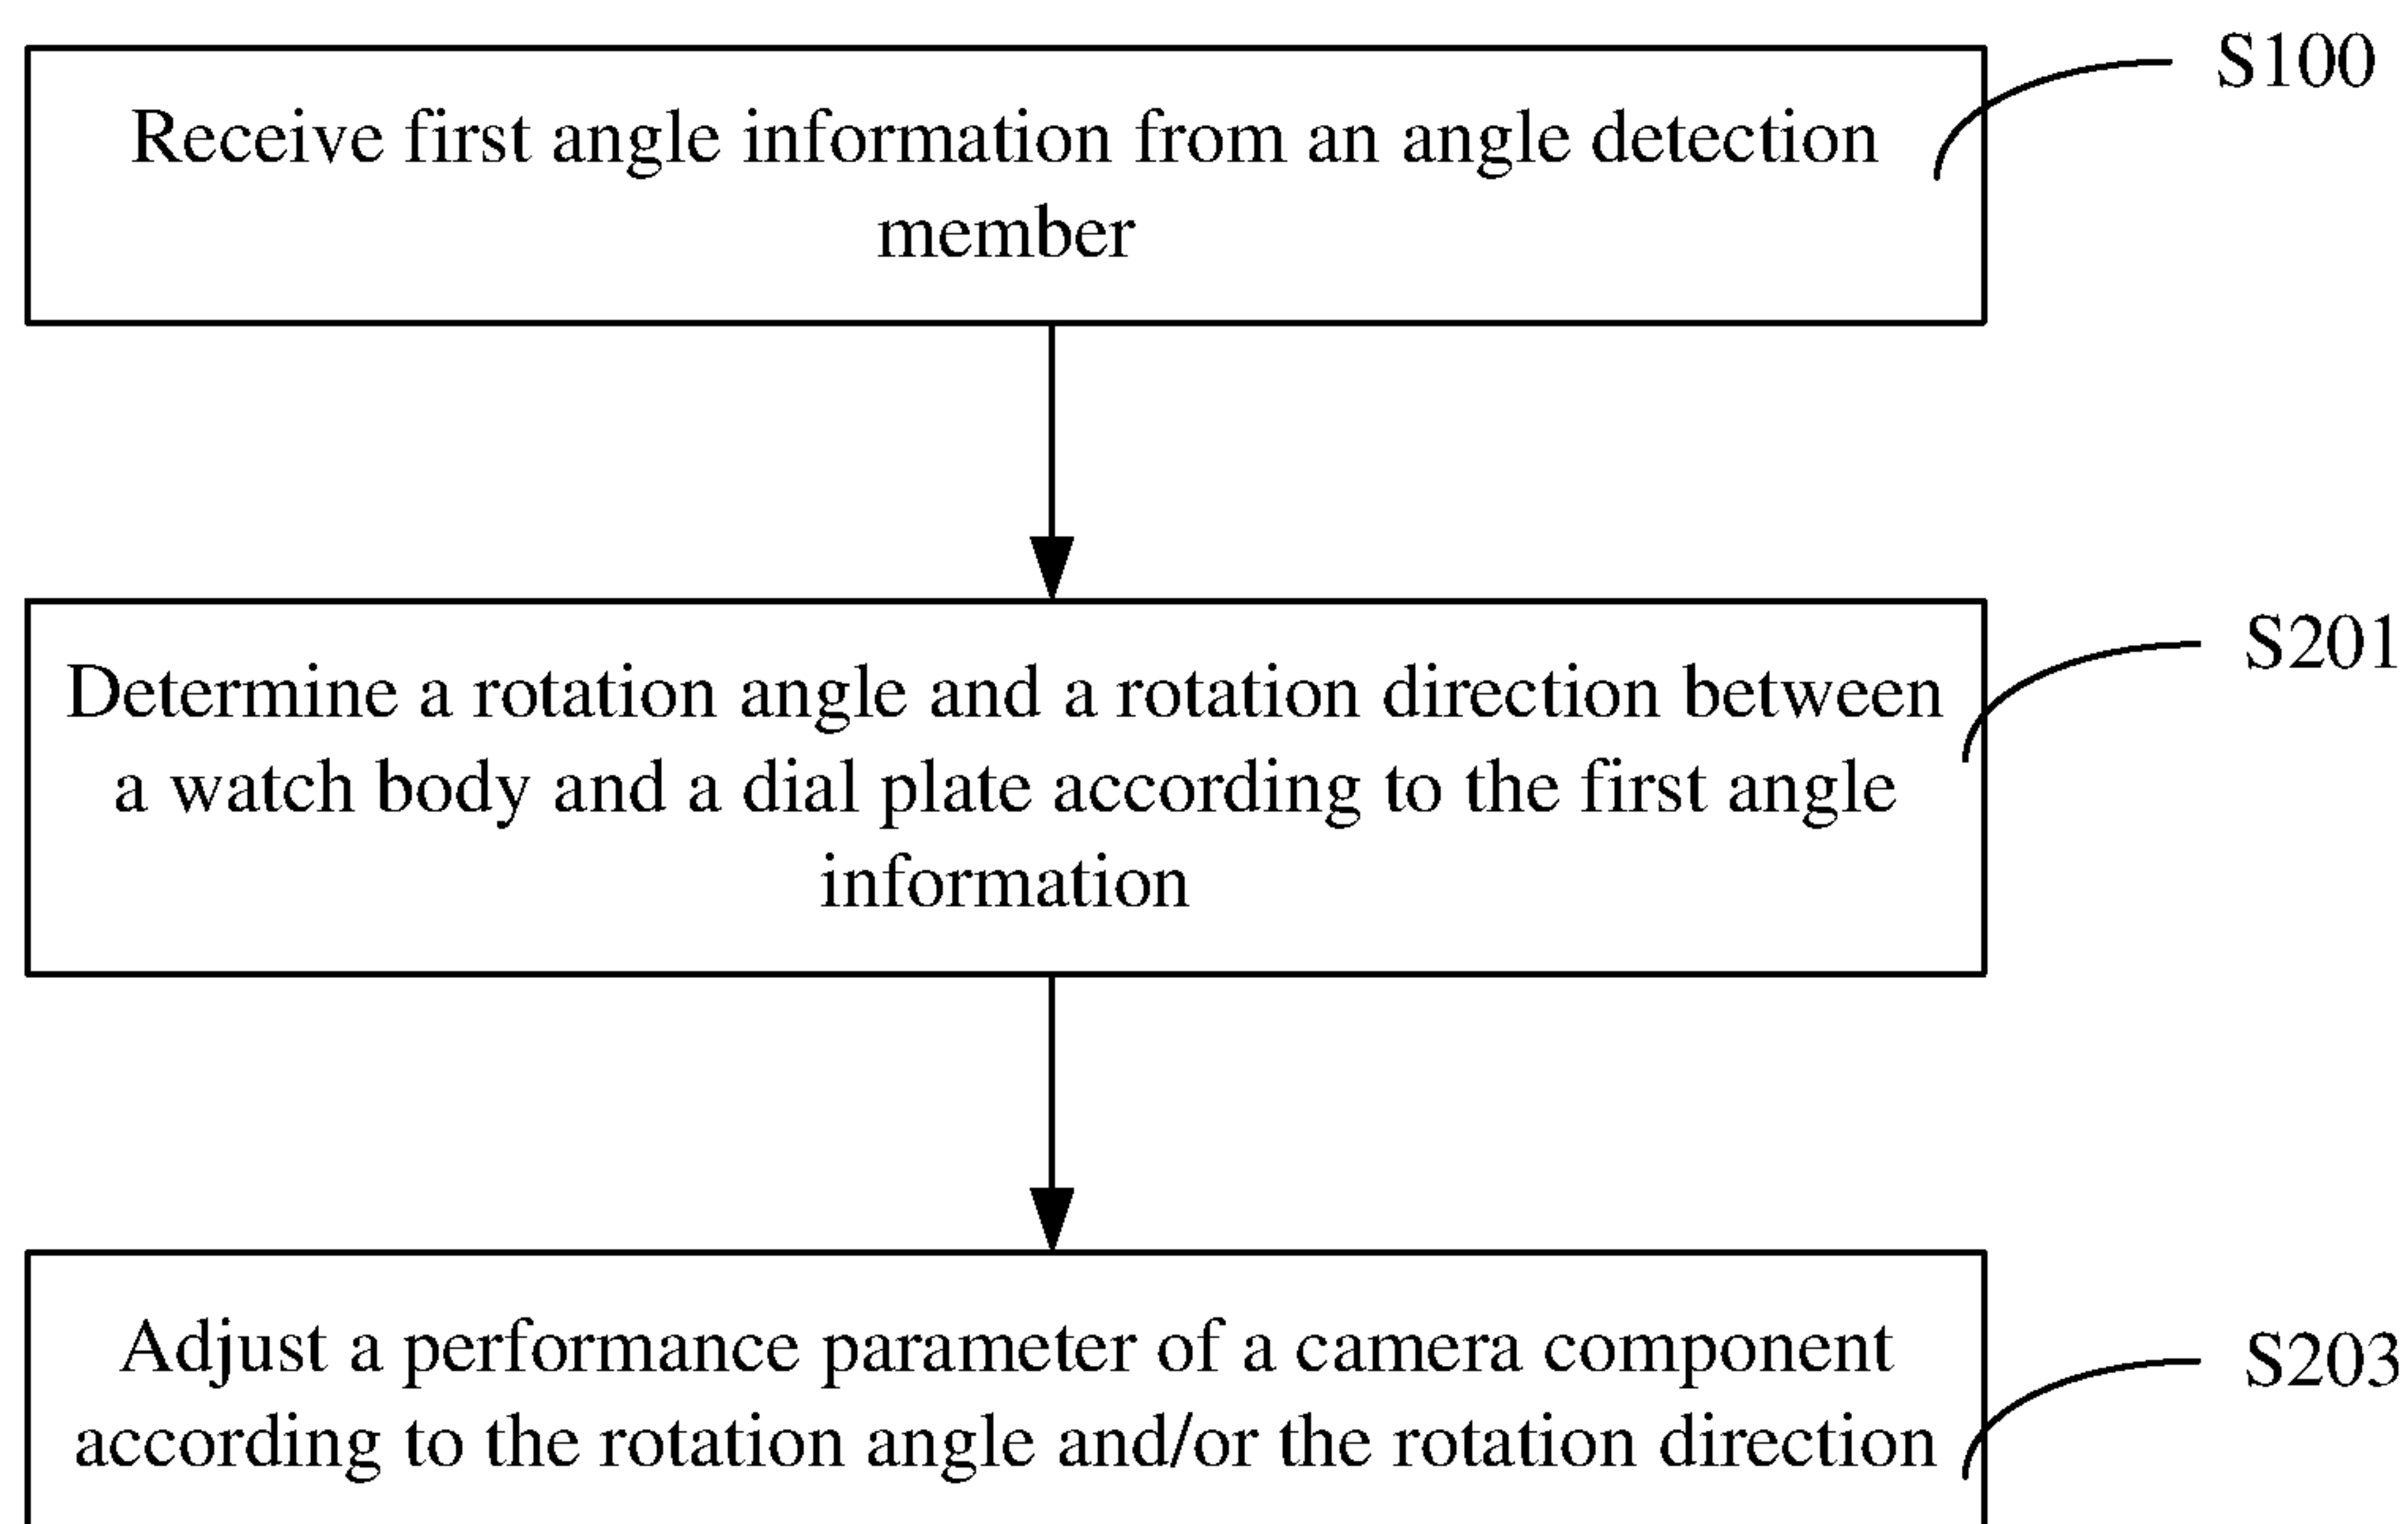 S100
Receive first angle information from an angle detection
member
S201
Determine a rotation angle and a rotation direction between
a watch body and a dial plate according to the first angle
information
S203
Adjust a performance parameter of a camera component
according to the rotation angle and/or the rotation direction